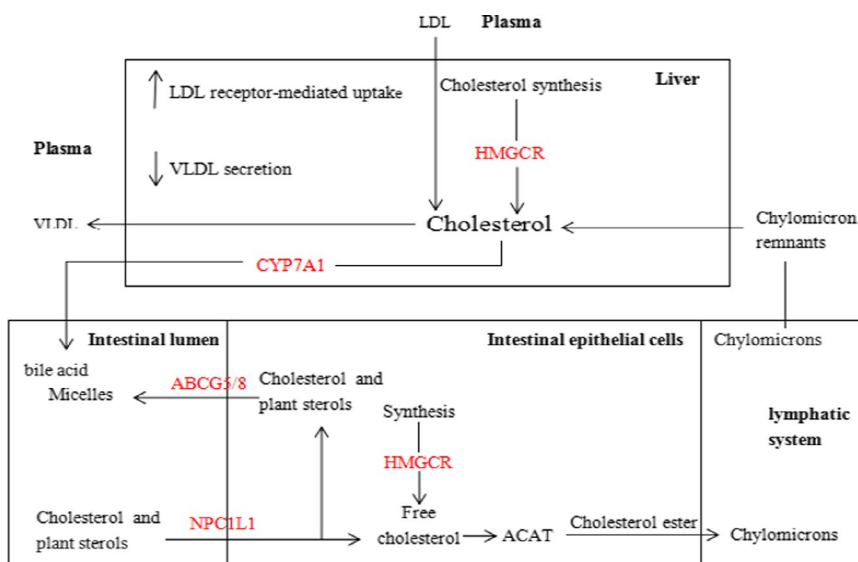 LDL Plasma
Liver
LDL receptor-mediated uptake
Cholesterol synthesis
Plasma
HMGCR
VLDL secretion
VLDL
Cholesterol
Chylomicron
remnants
CYP7A1
Intestinal lumen
Intestinal epithelial cells
Chylomicrons
bile acid
Micelles
ABCG5/8
Cholesterol and
plant sterols
Synthesis
lymphatic
system
HMGCR
Cholesterol and
plant sterols
NPC1L1
Free
cholesterol
ACAT
Cholesterol ester
Chylomicrons